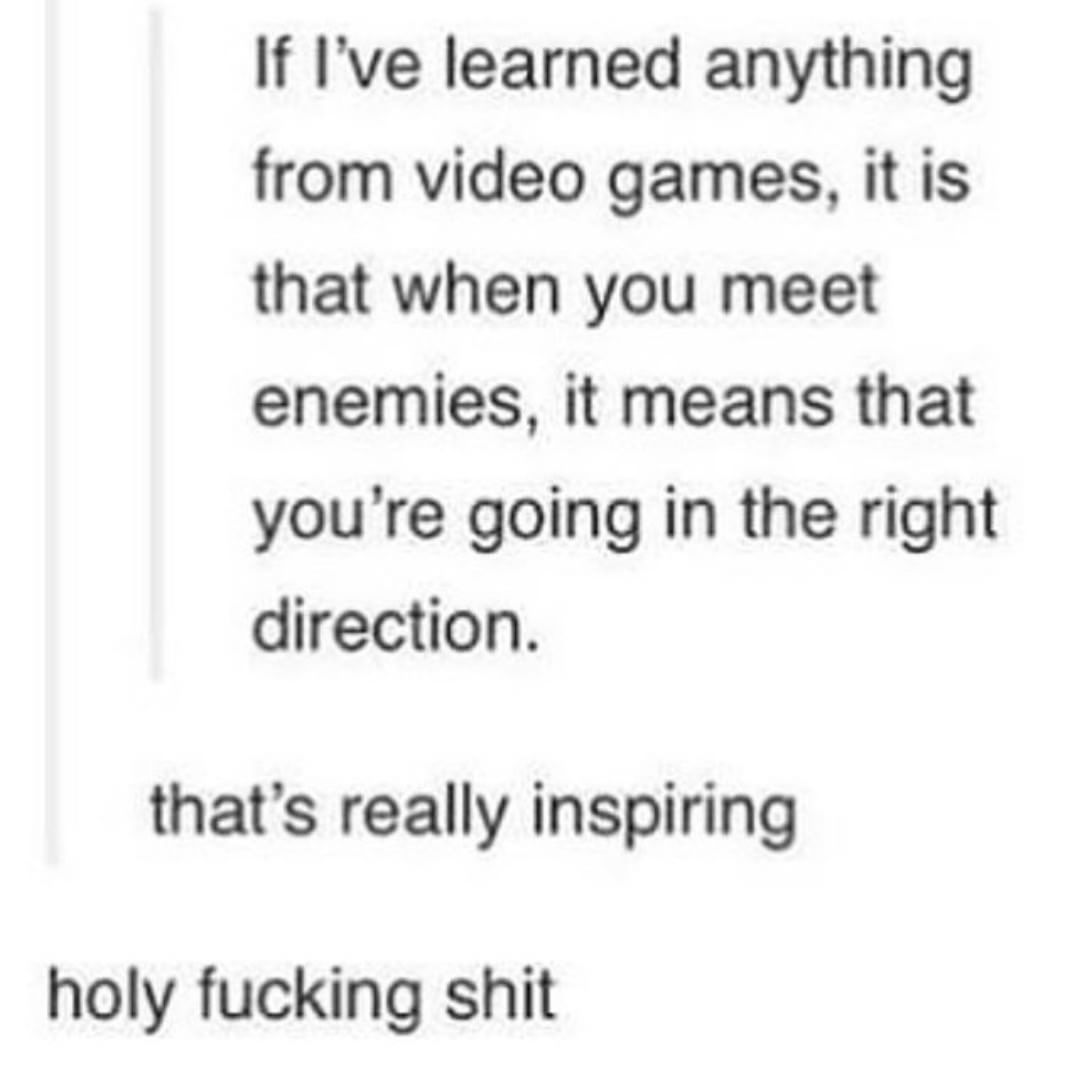 If I’ve learned anything
from video games, it is
that when you meet
enemies, it means that
you’re going in the right
direction.
that’s really inspiring
holy fucking shit